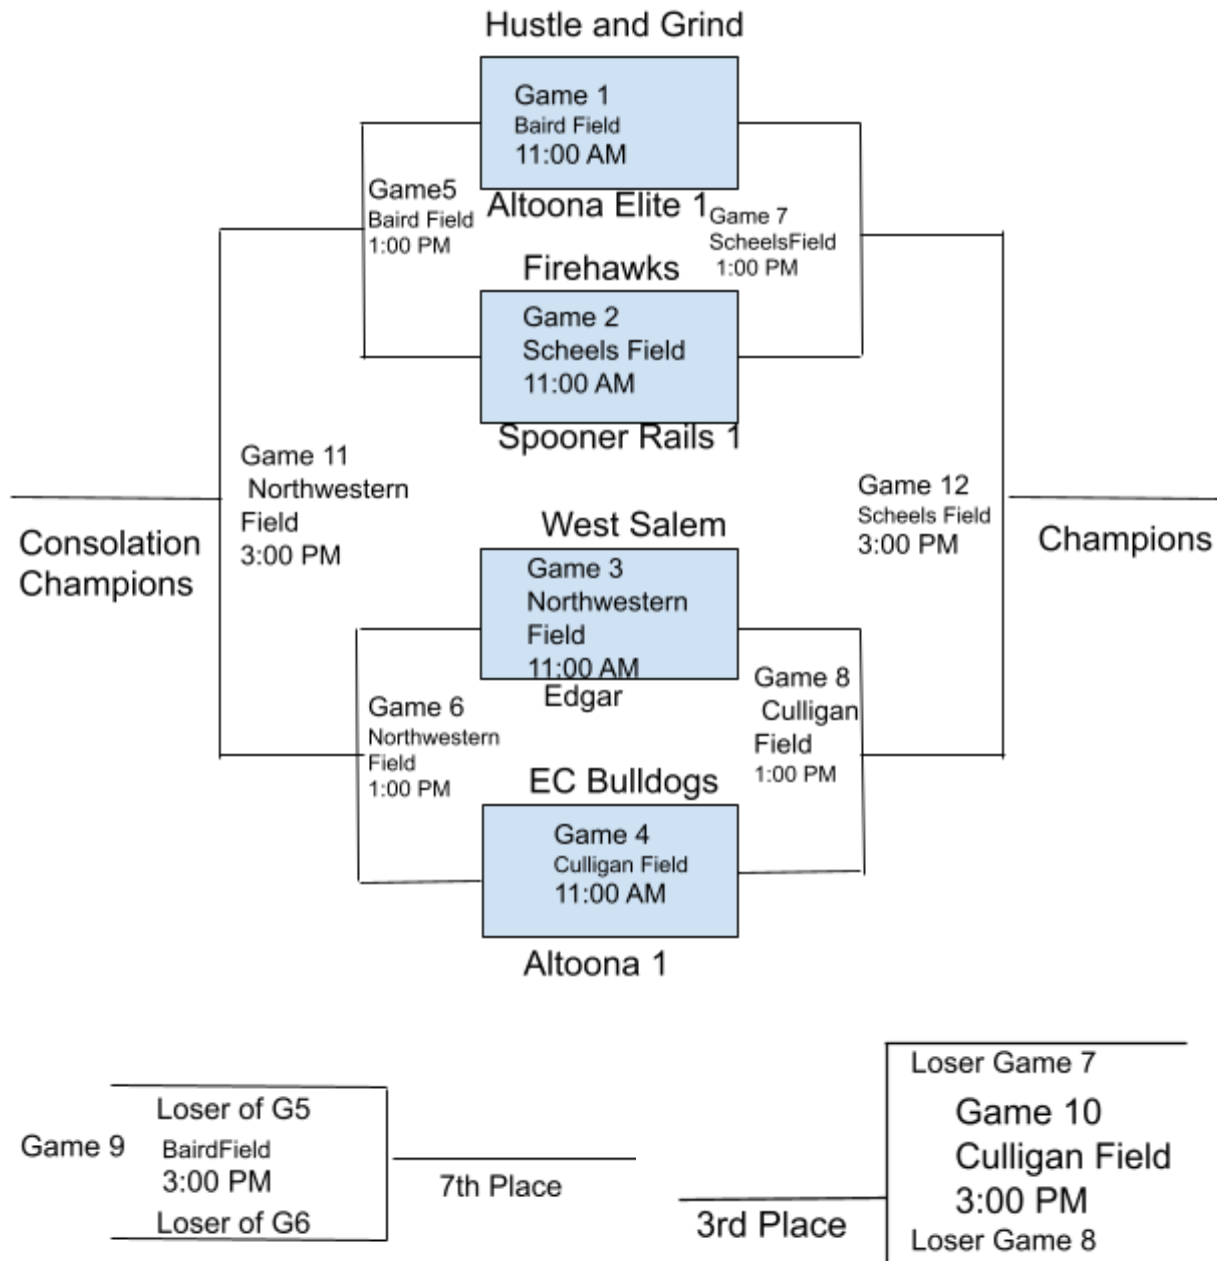 Hustle and Grind
Game 1
Baird Field
11:00 AM
Altoona Elite 1
Game5
Baird Field
1:00 PM
Game 7
ScheelsField
1:00 PM
Firehawks
Game 2
Scheels Field
11:00 AM
Spooner Rails 1
Game 11
Northwestern
Field
3:00 PM
Consolation
Champions
Game 12
Scheels Field
3:00 PM
Champions
West Salem
Game 3
Northwestern
Field
11:00 AM
Edgar
Game 6
Northwestern
Field
1:00 PM
Game 8
Culligan
Field
1:00 PM
EC Bulldogs
Game 4
Culligan Field
11:00 AM
Altoona 1
Game 9
Loser of G5
BairdField
3:00 PM
Loser of G6
7th Place
Loser Game 7
Game 10
Culligan Field
3:00 PM
Loser Game 8
3rd Place